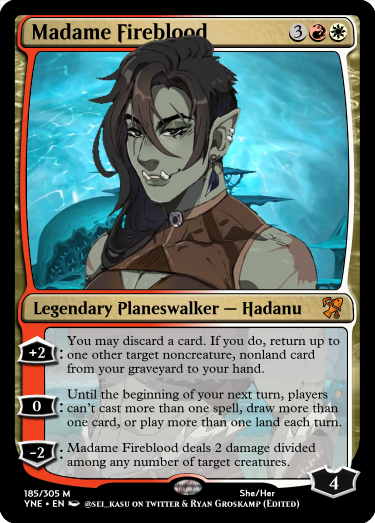 Madame Fireblood 3
Legendary Planeswalker — Hadanu
+2: You may discard a card. If you do, return up to
one other target noncreature, nonland card
from your graveyard to your hand.
0: Until the beginning of your next turn, players
can't cast more than one spell, draw more than
one card, or play more than one land each turn.
-2: Madame Fireblood deals 2 damage divided
among any number of target creatures.
4
185/305 M She/Her
YNE • EN @sei_kasu on twitter & Ryan Groskamp (Edited)